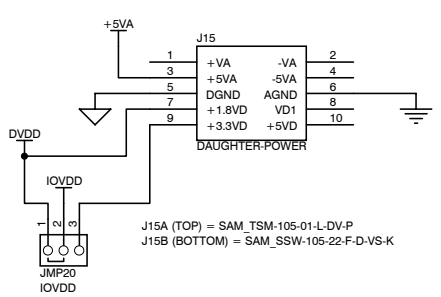 +5VA
J15
1 +VA -VA 2
3 +5VA -5VA 4
5 DGND AGND 6
7 +1.8VD VD1 8
9 +3.3VD +5VD 10
DAUGHTER-POWER
DVDD
IOVDD
1 2 3
J15A (TOP) = SAM_TSM-105-01-L-DV-P
J15B (BOTTOM) = SAM_SSW-105-22-F-D-VS-K
JMP20
IOVDD